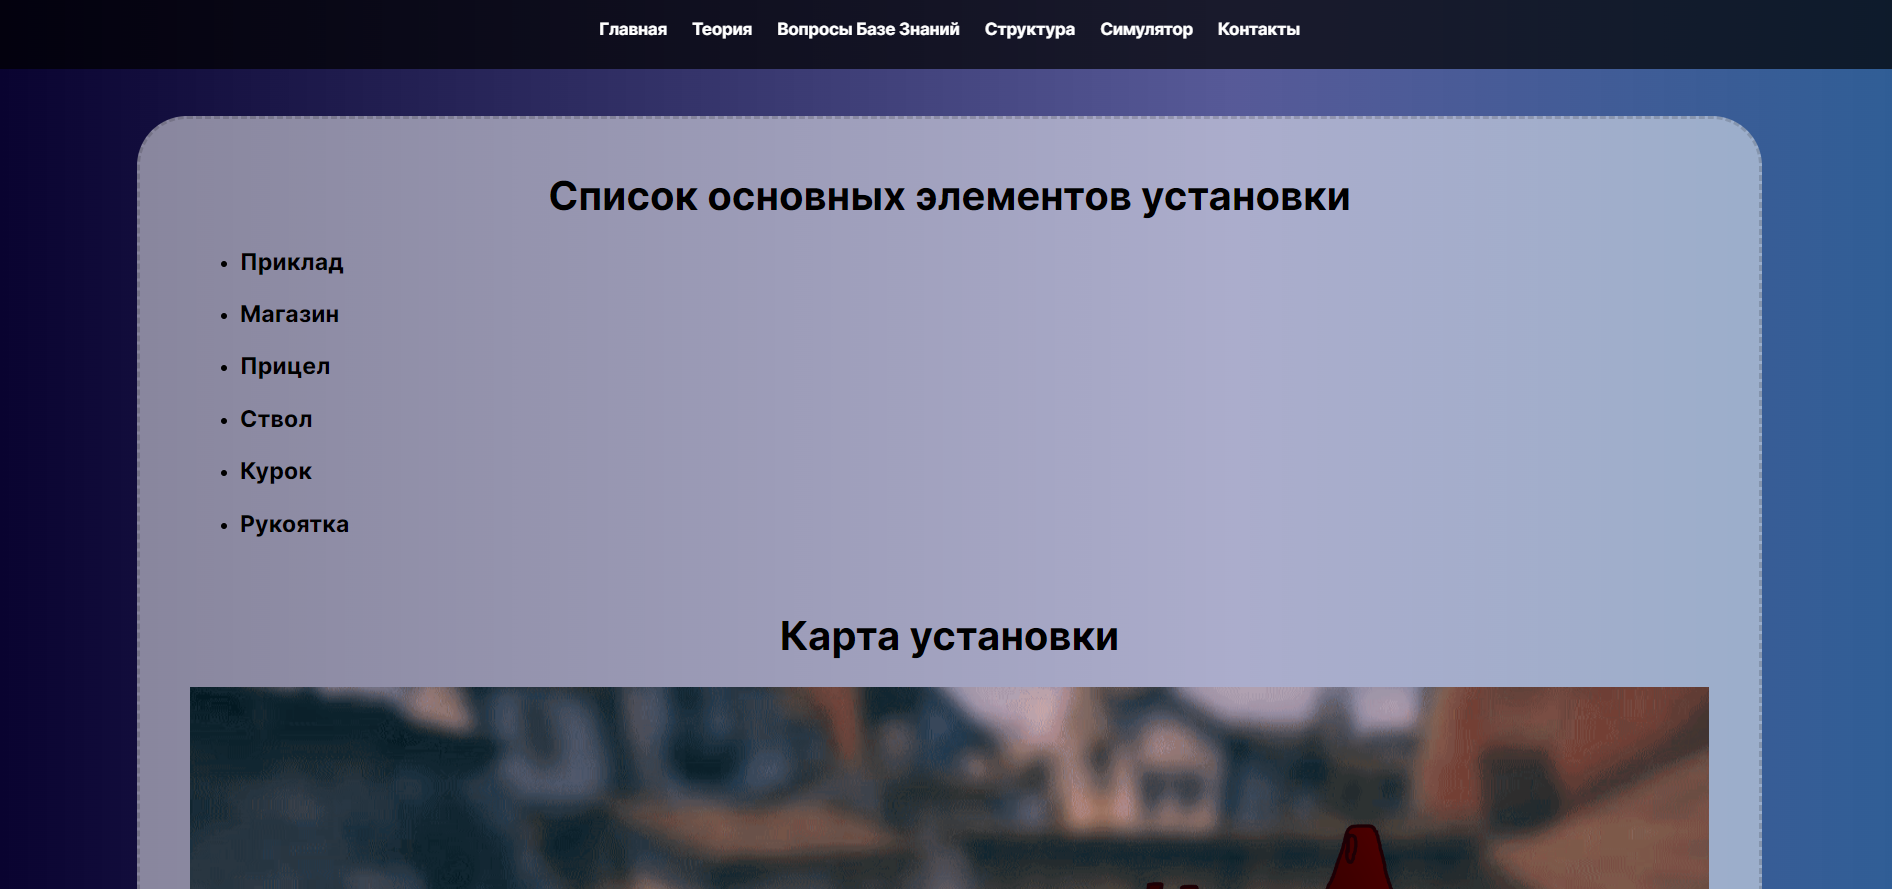 Главная Теория Вопросы Базе Знаний Структура Симулятор Контакты
Список основных элементов установки
• Приклад
• Магазин
• Прицел
• Ствол
• Курок
• Рукоятка
Карта установки